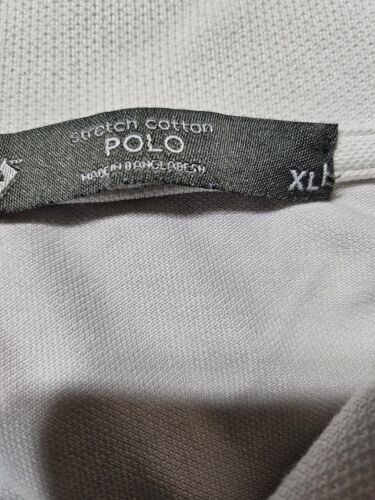 stretch cotton
POLO
MADE IN BANGLADESH
XL